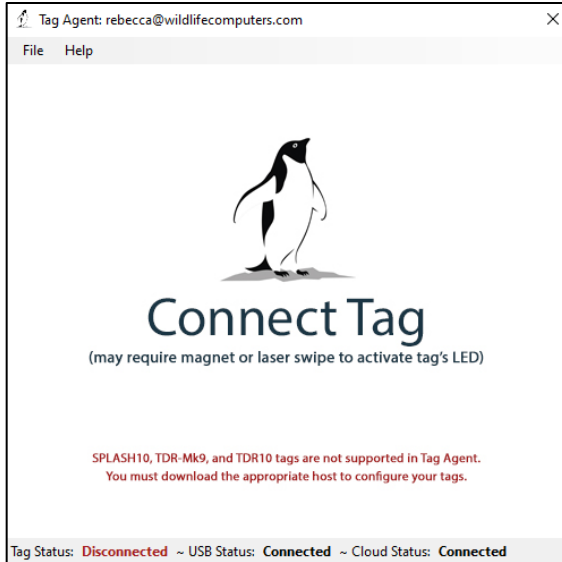 Tag Agent: rebecca@wildlifecomputers.com
File Help
Connect Tag
(may require magnet or laser swipe to activate tag's LED)
SPLASH10, TDR-Mk9, and TDR10 tags are not supported in Tag Agent.
You must download the appropriate host to configure your tags.
Tag Status: Disconnected ~ USB Status: Connected ~ Cloud Status: Connected